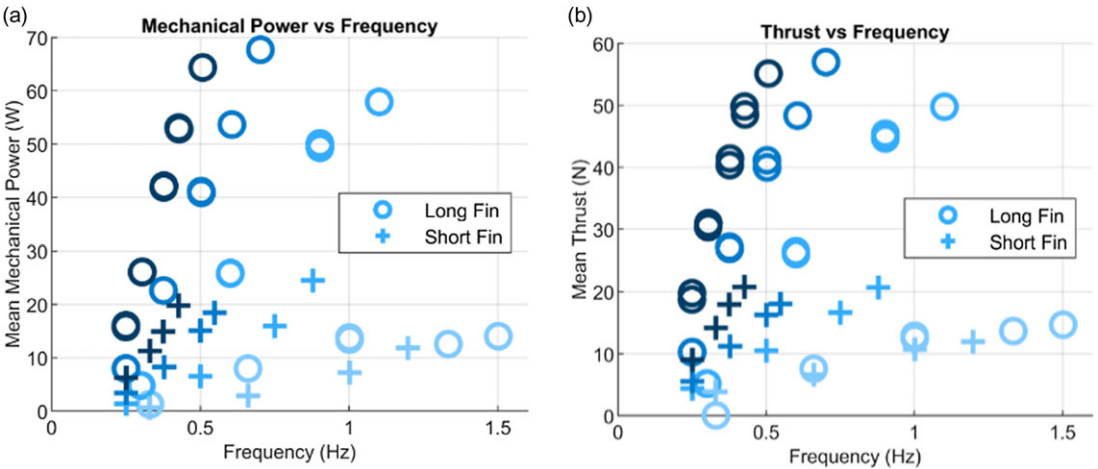 (a)
Mechanical Power vs Frequency
Mean Mechanical Power (W)
70
60
50
40
30
20
10
0
0
0.5
1
1.5
Frequency (Hz)
Long Fin
Short Fin
(b)
Thrust vs Frequency
Mean Thrust (N)
60
50
40
30
20
10
0
0
0.5
1
1.5
Frequency (Hz)
Long Fin
Short Fin